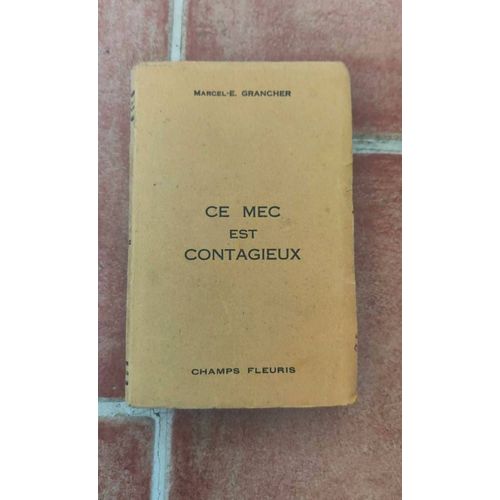 MARCEL-E. GRANCHER
CE MEC
EST
CONTAGIEUX
CHAMPS FLEURIS